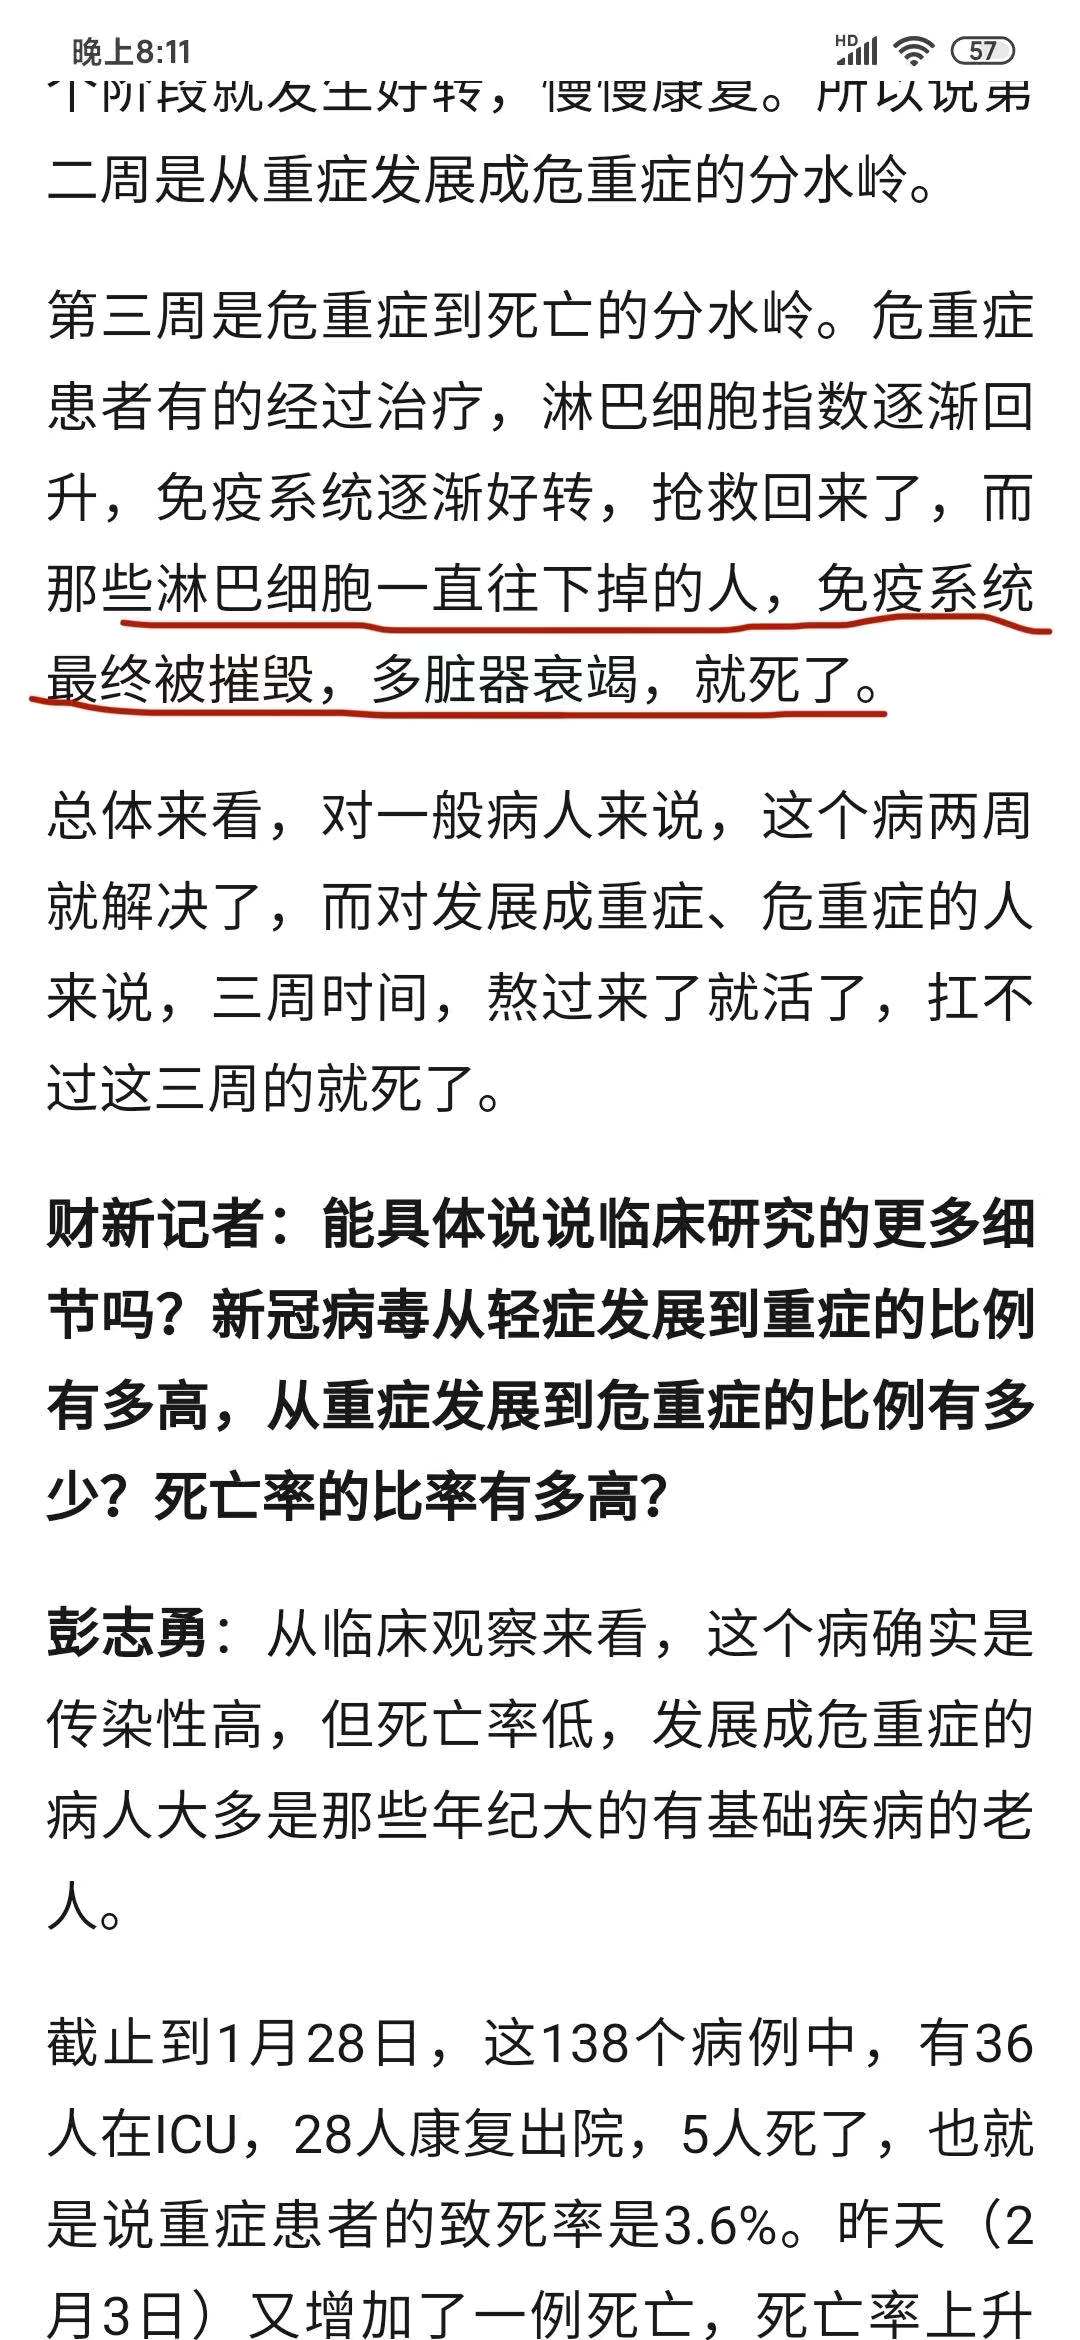 晚上8:11
HD
57
个阶段就发生好转，慢慢康复。所以说第
二周是从重症发展成危重症的分水岭。
第三周是危重症到死亡的分水岭。危重症
患者有的经过治疗，淋巴细胞指数逐渐回
升，免疫系统逐渐好转，抢救回来了，而
那些淋巴细胞一直往下掉的人，免疫系统
最终被摧毁，多脏器衰竭，就死了。
总体来看，对一般病人来说，这个病两周
就解决了，而对发展成重症、危重症的人
来说，三周时间，熬过来了就活了，扛不
过这三周的就死了。
财新记者：能具体说说临床研究的更多细
节吗？新冠病毒从轻症发展到重症的比例
有多高，从重症发展到危重症的比例有多
少？死亡率的比率有多高？
彭志勇：从临床观察来看，这个病确实是
传染性高，但死亡率低，发展成危重症的
病人大多是那些年纪大的有基础疾病的老
人。
截止到1月28日，这138个病例中，有36
人在ICU，28人康复出院，5人死了，也就
是说重症患者的致死率是3.6%。昨天（2
月3日）又增加了一例死亡，死亡率上升